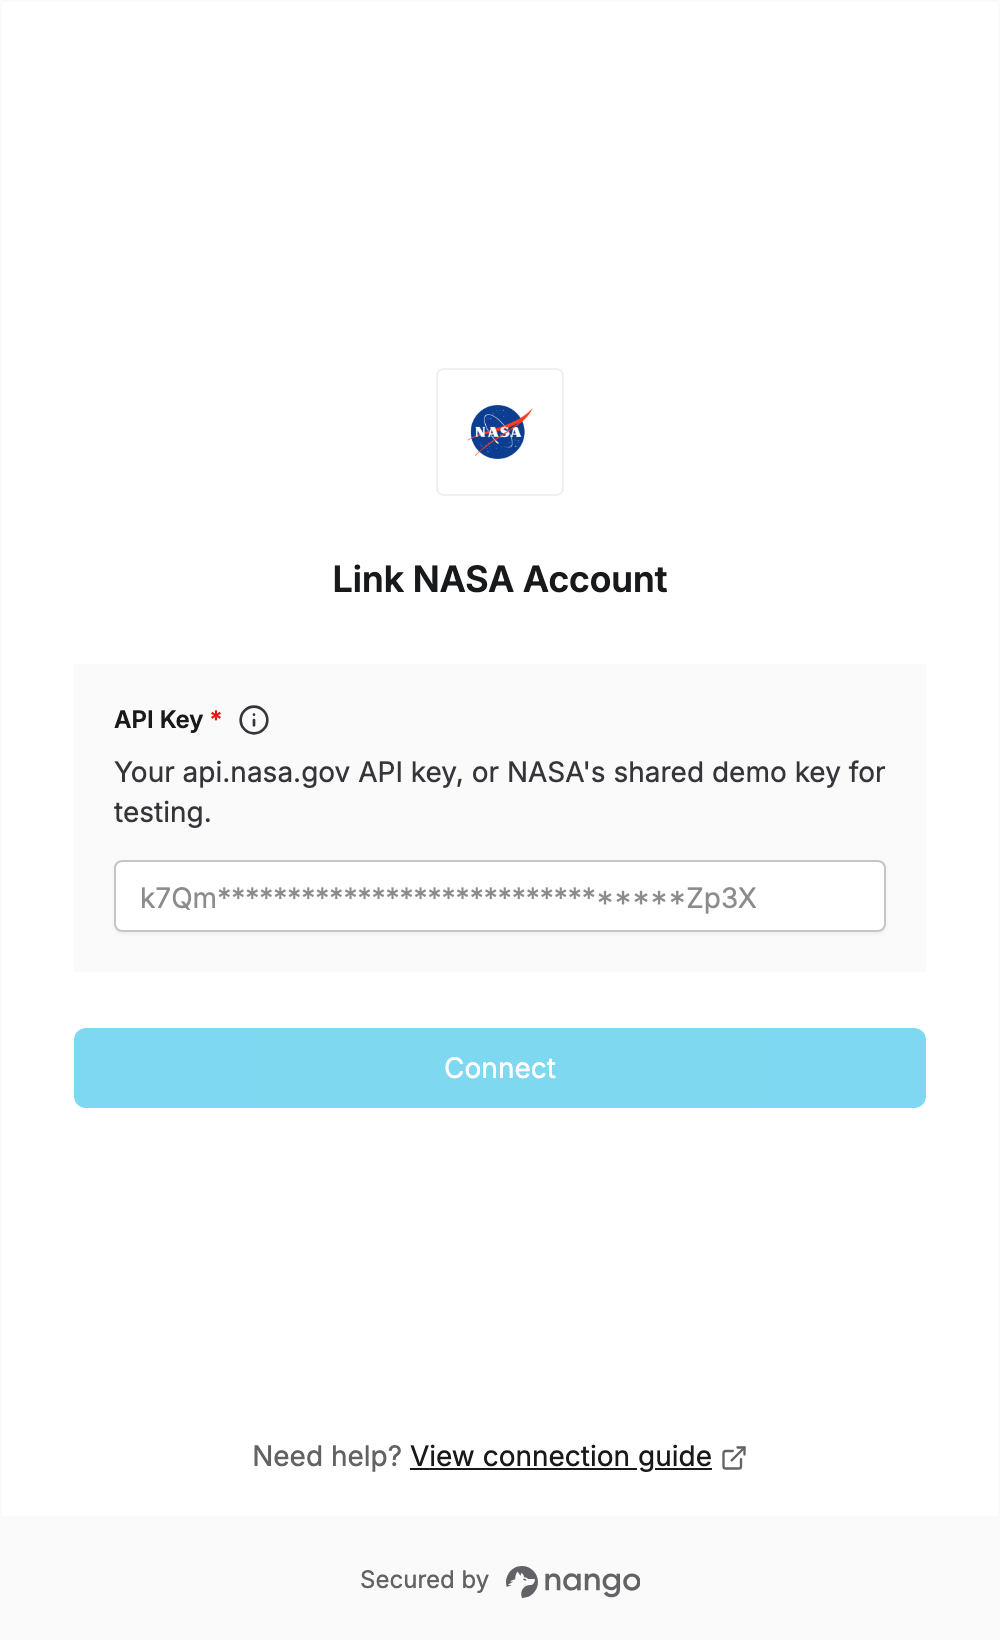 NASA
Link NASA Account
API Key *
Your api.nasa.gov API key, or NASA's shared demo key for
testing.
k7Qm*********************************Zp3X
Connect
Need help? View connection guide
Secured by nango